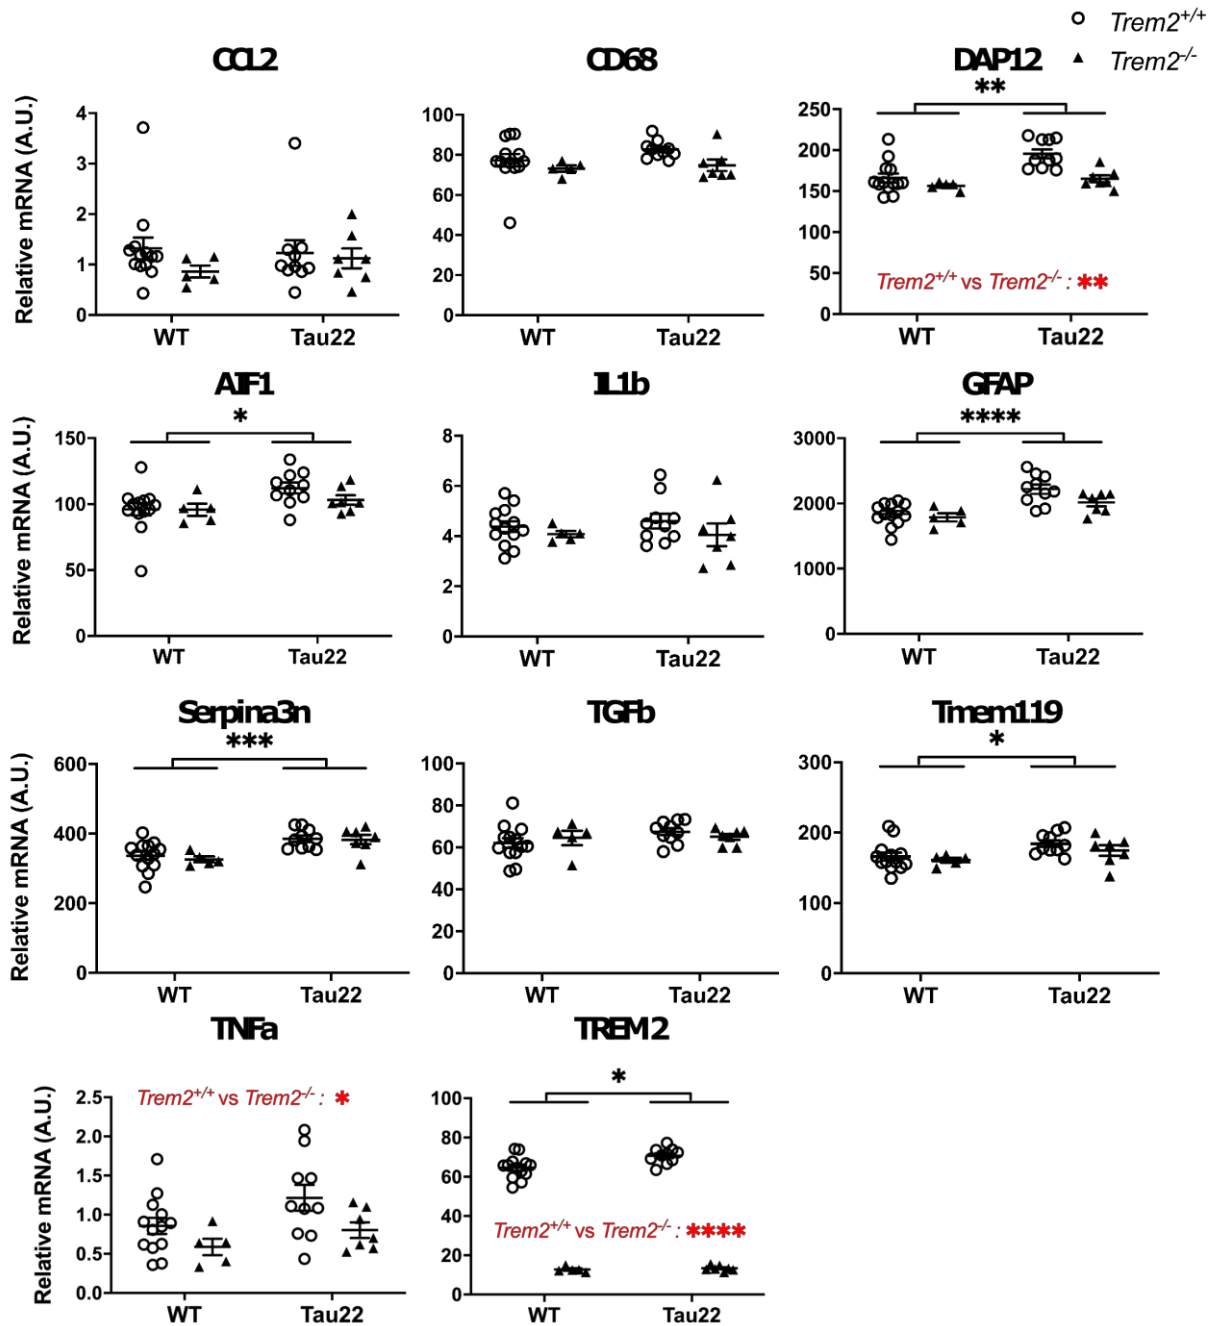 Trem2+/+
Trem2-/-
CCL2
CD68
DAP12
**
Relative mRNA (A.U.)
4
3
2
1
0
WT
Tau22
100
80
60
40
20
0
WT
Tau22
250
200
150
100
50
0
Trem2+/+ vs Trem2-/- : **
WT
Tau22
AIF1
IL1b
GFAP
*
****
Relative mRNA (A.U.)
150
100
50
0
WT
Tau22
8
6
4
2
0
WT
Tau22
3000
2000
1000
0
WT
Tau22
Serpina3n
TGFb
Tmem119
***
*
Relative mRNA (A.U.)
600
400
200
0
WT
Tau22
100
80
60
40
20
0
WT
Tau22
300
200
100
0
WT
Tau22
TNFa
TREM2
*
Relative mRNA (A.U.)
2.5
2.0
1.5
1.0
0.5
0.0
Trem2+/+ vs Trem2-/- : *
WT
Tau22
100
80
60
40
20
0
Trem2+/+ vs Trem2-/- : ****
WT
Tau22